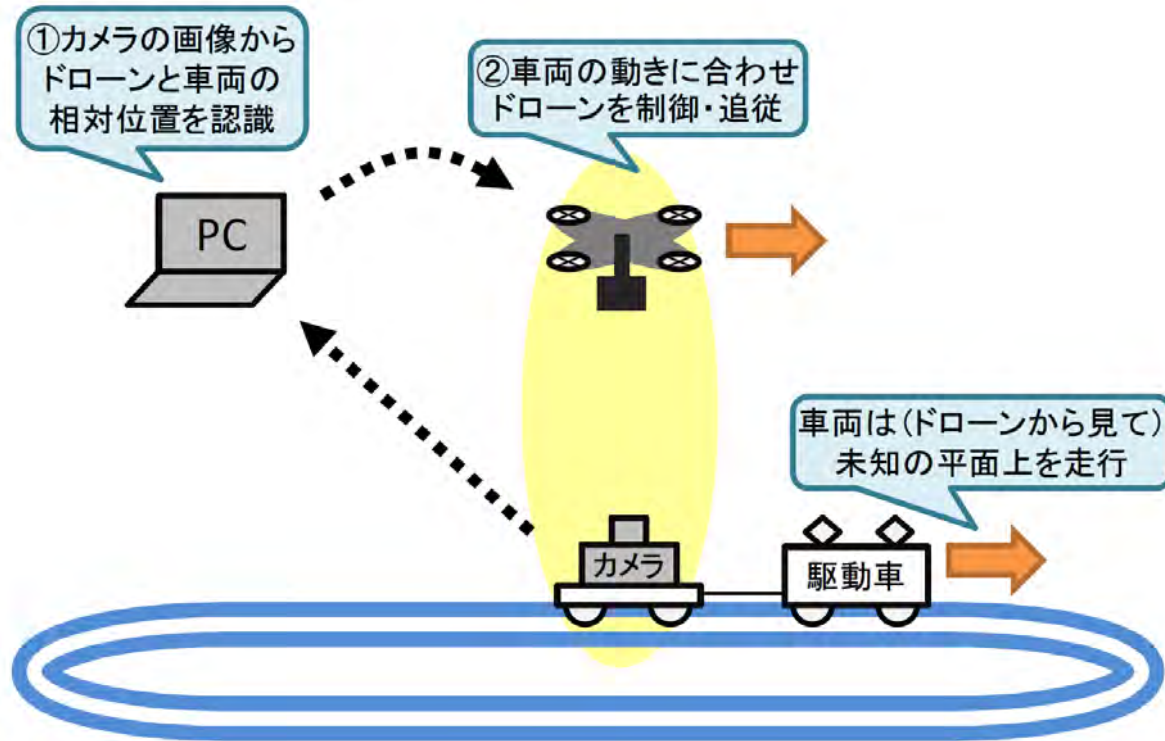 ①カメラの画像から
ドローンと車両の
相対位置を認識
②車両の動きに合わせ
ドローンを制御・追従
PC
車両は(ドローンから見て)
未知の平面上を走行
カメラ
駆動車